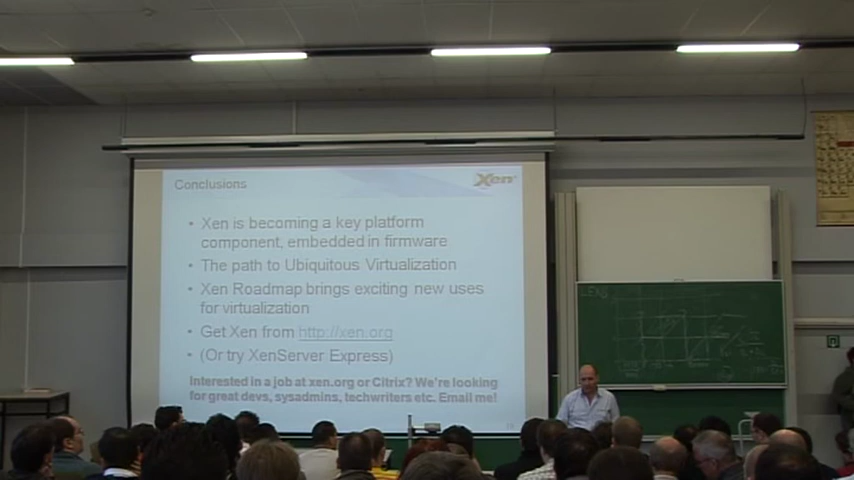 Conclusions
Xen
• Xen is becoming a key platform
component, embedded in firmware
• The path to Ubiquitous Virtualization
• Xen Roadmap brings exciting new uses
for virtualization
• Get Xen from http://xen.org
• (Or try XenServer Express)
Interested in a job at xen.org or Citrix? We're looking
for great devs, sysadmins, techwriters etc. Email me!